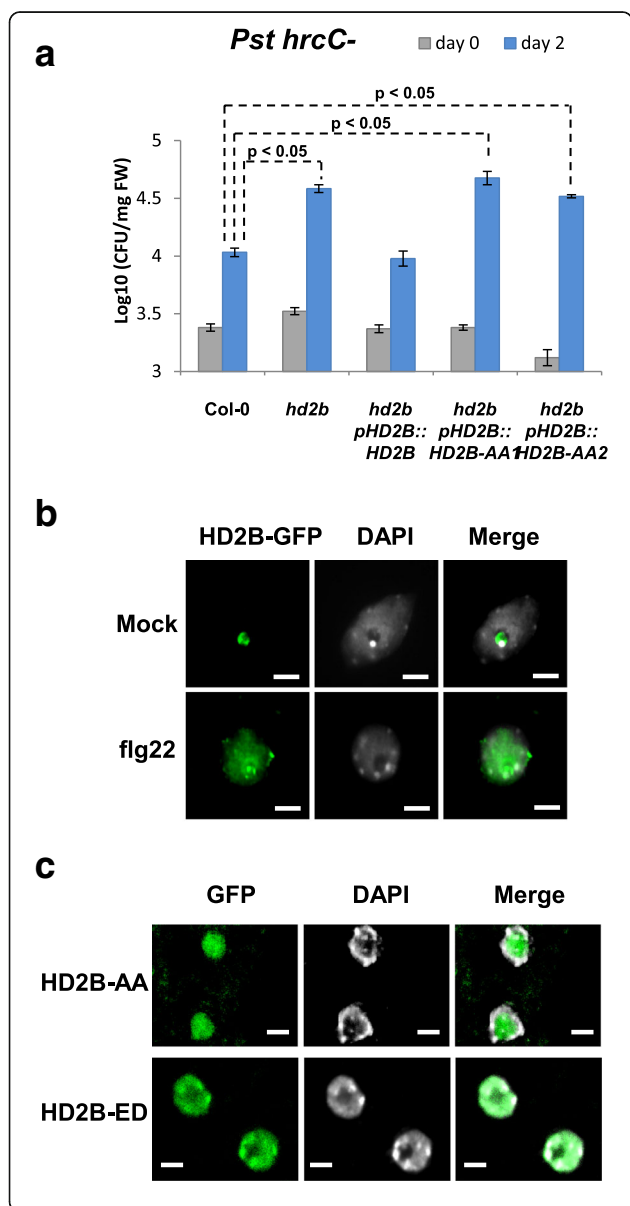 a
Pst hrcC-
day 0 day 2
p < 0.05
p < 0.05
p < 0.05
Log10 (CFU/mg FW)
5
4.5
4
3.5
3
Col-0
hd2b
hd2b
pHD2B::
HD2B
hd2b
pHD2B::
HD2B-AA1
hd2b
pHD2B::
HD2B-AA2
b
HD2B-GFP DAPI Merge
Mock
flg22
c
GFP DAPI Merge
HD2B-AA
HD2B-ED